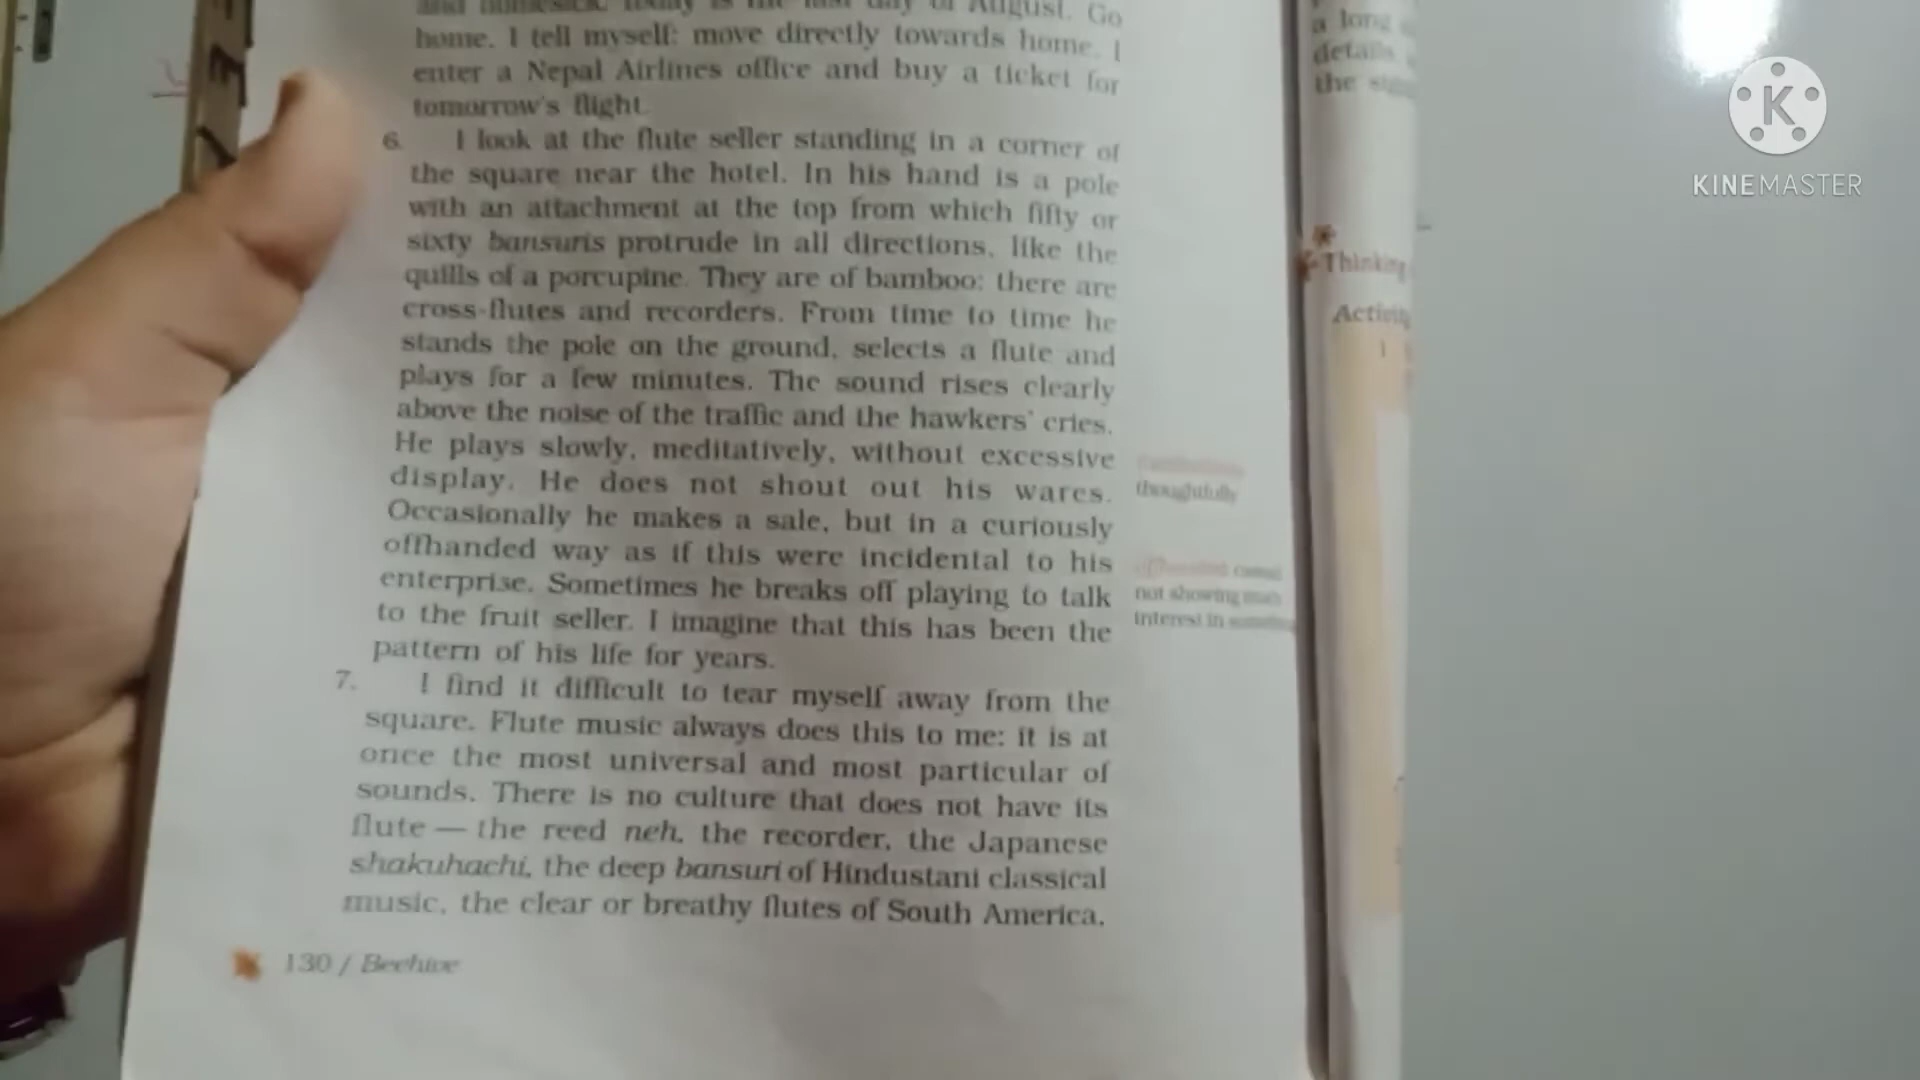 and homesick, today is the last day of August. Go
home, I tell myself: move directly towards home. I
enter a Nepal Airlines office and buy a ticket for
tomorrow's flight.
6. I look at the flute seller standing in a corner of
the square near the hotel. In his hand is a pole
with an attachment at the top from which fifty or
sixty bansuris protrude in all directions, like the
quills of a porcupine. They are of bamboo: there are
cross-flutes and recorders. From time to time he
stands the pole on the ground, selects a flute and
plays for a few minutes. The sound rises clearly
above the noise of the traffic and the hawkers' cries.
He plays slowly, meditatively, without excessive
display. He does not shout out his wares.
Occasionally he makes a sale, but in a curiously
offhanded way as if this were incidental to his
enterprise. Sometimes he breaks off playing to talk
to the fruit seller. I imagine that this has been the
pattern of his life for years.
7. I find it difficult to tear myself away from the
square. Flute music always does this to me: it is at
once the most universal and most particular of
sounds. There is no culture that does not have its
flute — the reed neh, the recorder, the Japanese
shakuhachi, the deep bansuri of Hindustani classical
music, the clear or breathy flutes of South America,
thoughtfully
offhanded: casual
not showing much
interest in
130 / Beehive
a long
details
the
Thinking
Activity
1
K
KINEMASTER